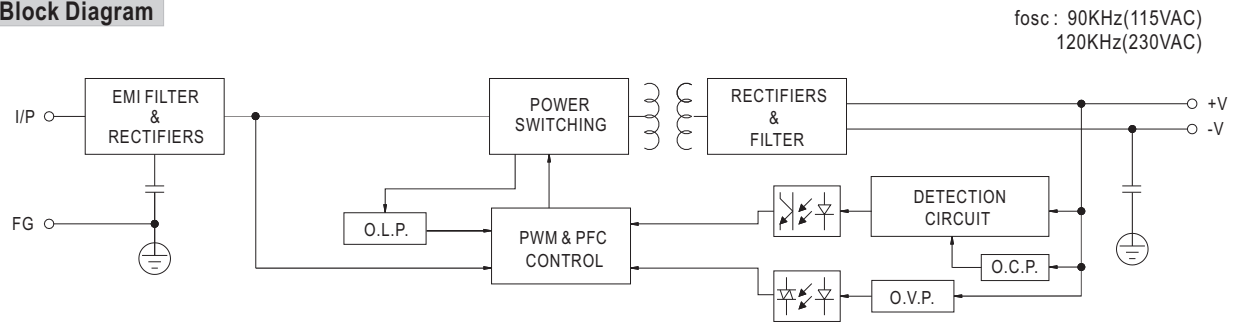 Block Diagram
fosc : 90KHz(115VAC)
120KHz(230VAC)
I/P
EMI FILTER
&
RECTIFIERS
POWER
SWITCHING
RECTIFIERS
&
FILTER
+V
-V
FG
O.L.P.
PWM & PFC
CONTROL
DETECTION
CIRCUIT
O.C.P.
O.V.P.